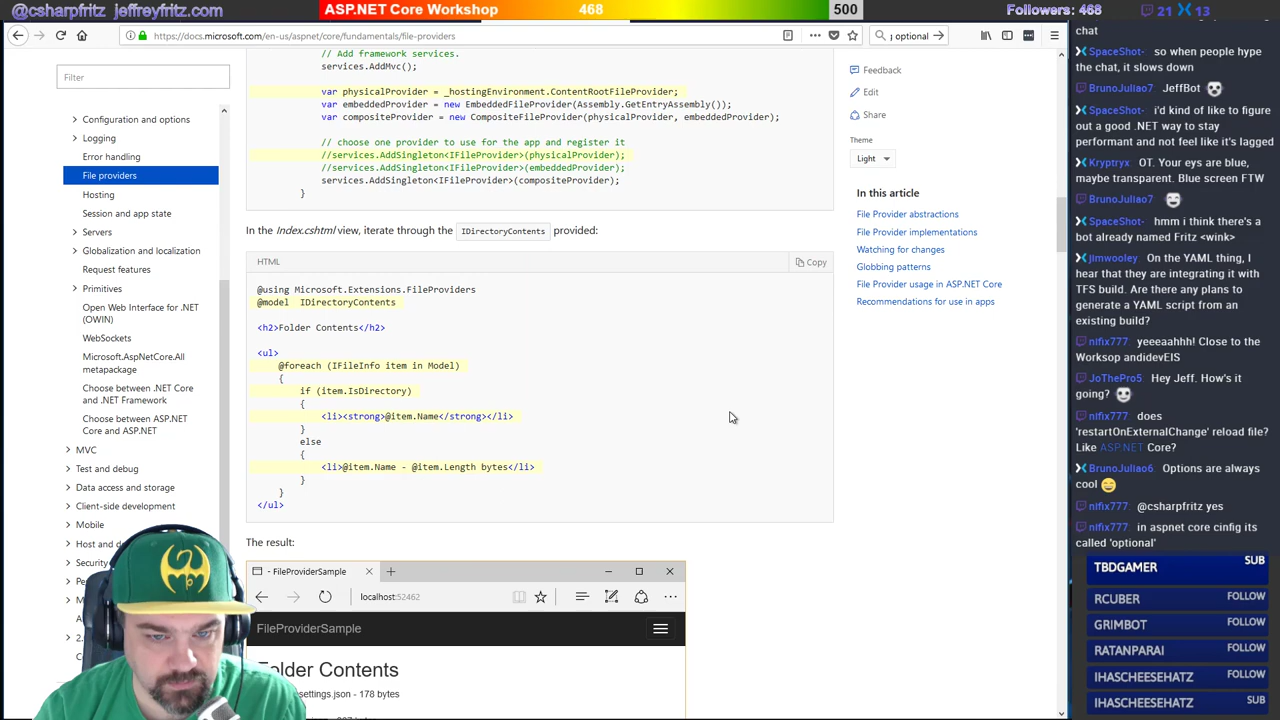 @csharpfritz jeffreyfritz.com
ASP.NET Core Workshop 468 500
Followers: 468
21 13
https://docs.microsoft.com/en-us/aspnet/core/fundamentals/file-providers
optional
Filter
Configuration and options
Logging
Error handling
File providers
Hosting
Session and app state
Servers
Globalization and localization
Request features
Primitives
Open Web Interface for .NET
(OWIN)
WebSockets
Microsoft.AspNetCore.All
metapackage
Choose between .NET Core
and .NET Framework
Choose between ASP.NET
Core and ASP.NET
MVC
Test and debug
Data access and storage
Client-side development
Mobile
Host and
Security
// Add framework services.
services.AddMvc();
var physicalProvider = _hostingEnvironment.ContentRootFileProvider;
var embeddedProvider = new EmbeddedFileProvider(Assembly.GetEntryAssembly());
var compositeProvider = new CompositeFileProvider(physicalProvider, embeddedProvider);
// choose one provider to use for the app and register it
//services.AddSingleton<IFileProvider>(physicalProvider);
//services.AddSingleton<IFileProvider>(embeddedProvider);
services.AddSingleton<IFileProvider>(compositeProvider);
}
In the Index.cshtml view, iterate through the IDirectoryContents provided:
HTML Copy
@using Microsoft.Extensions.FileProviders
@model IDirectoryContents
<h2>Folder Contents</h2>
<ul>
@foreach (IFileInfo item in Model)
{
if (item.IsDirectory)
{
<li><strong>@item.Name</strong></li>
}
else
{
<li>@item.Name - @item.Length bytes</li>
}
}
</ul>
The result:
- FileProviderSample
localhost:52462
FileProviderSample
Folder Contents
settings.json - 178 bytes
Feedback
Edit
Share
Theme
Light
In this article
File Provider abstractions
File Provider implementations
Watching for changes
Globbing patterns
File Provider usage in ASP.NET Core
Recommendations for use in apps
chat
SpaceShot- so when people hype
the chat, it slows down
BrunoJuliao7 JeffBot
SpaceShot- i'd kind of like to figure
out a good .NET way to stay
performant and not feel like it's lagged
Kryptryx OT. Your eyes are blue,
maybe transparent. Blue screen FTW
BrunoJuliao7
SpaceShot- hmm i think there's a
bot already named Fritz <wink>
jimwooley On the YAML thing, I
hear that they are integrating it with
TFS build. Are there any plans to
generate a YAML script from an
existing build?
nifix777 yeeeaahhh! Close to the
Worksop andidevEIS
JoThePro5 Hey Jeff. How's it
going?
nifix777 does
'restartOnExternalChange' reload file?
Like ASP.NET Core?
BrunoJuliao6 Options are always
cool
nifix777 @csharpfritz yes
nifix777 in aspnet core cinfig its
called 'optional'
TBDGAMER SUB
RCUBER FOLLOW
GRIMBOT FOLLOW
RATANPARAI FOLLOW
IHASCHEESEHATZ FOLLOW
IHASCHEESEHATZ SUB